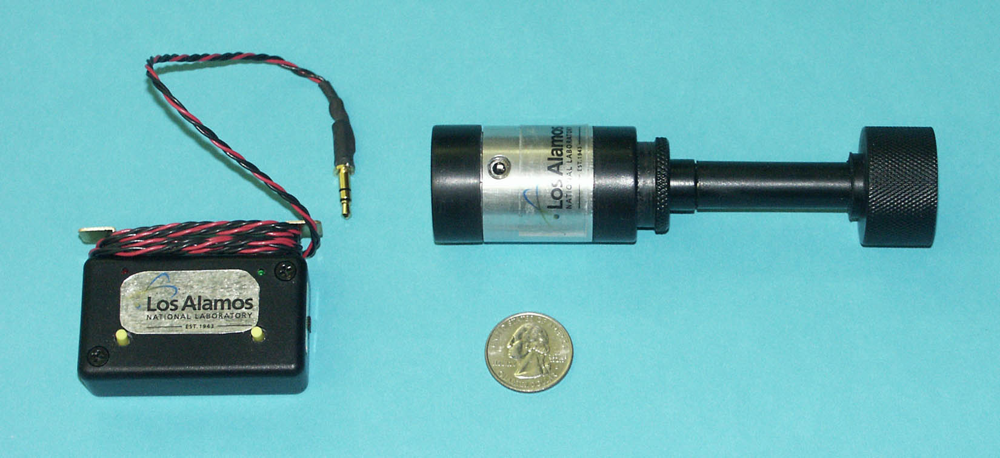 Los Alamos
NATIONAL LABORATORY
EST. 1943
Los Alamos
NATIONAL LABORATORY
EST. 1943